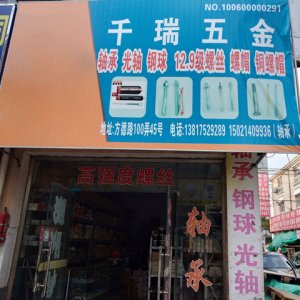 NO.100600000291
千瑞五金
轴承 光轴 钢球 12.9级螺丝 螺帽 铜螺帽
地址:方德路100弄45号 电话:13817529289 15021409936
高强度螺丝
轴承
轴承钢球光轴